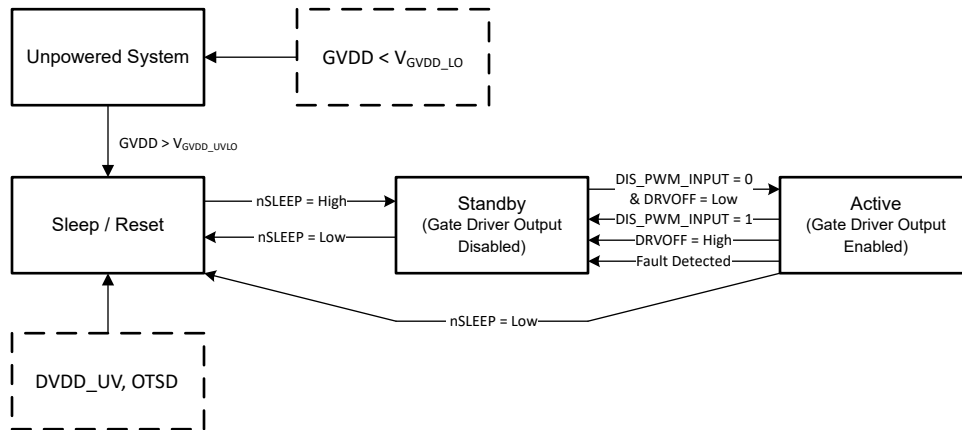 Unpowered System
GVDD < VGVDD_LO
GVDD > VGVDD_UVLO
Sleep / Reset
nSLEEP = High
nSLEEP = Low
Standby
(Gate Driver Output
Disabled)
DIS_PWM_INPUT = 0
& DRVOFF = Low
DIS_PWM_INPUT = 1
DRVOFF = High
Fault Detected
Active
(Gate Driver Output
Enabled)
nSLEEP = Low
DVDD_UV, OTSD